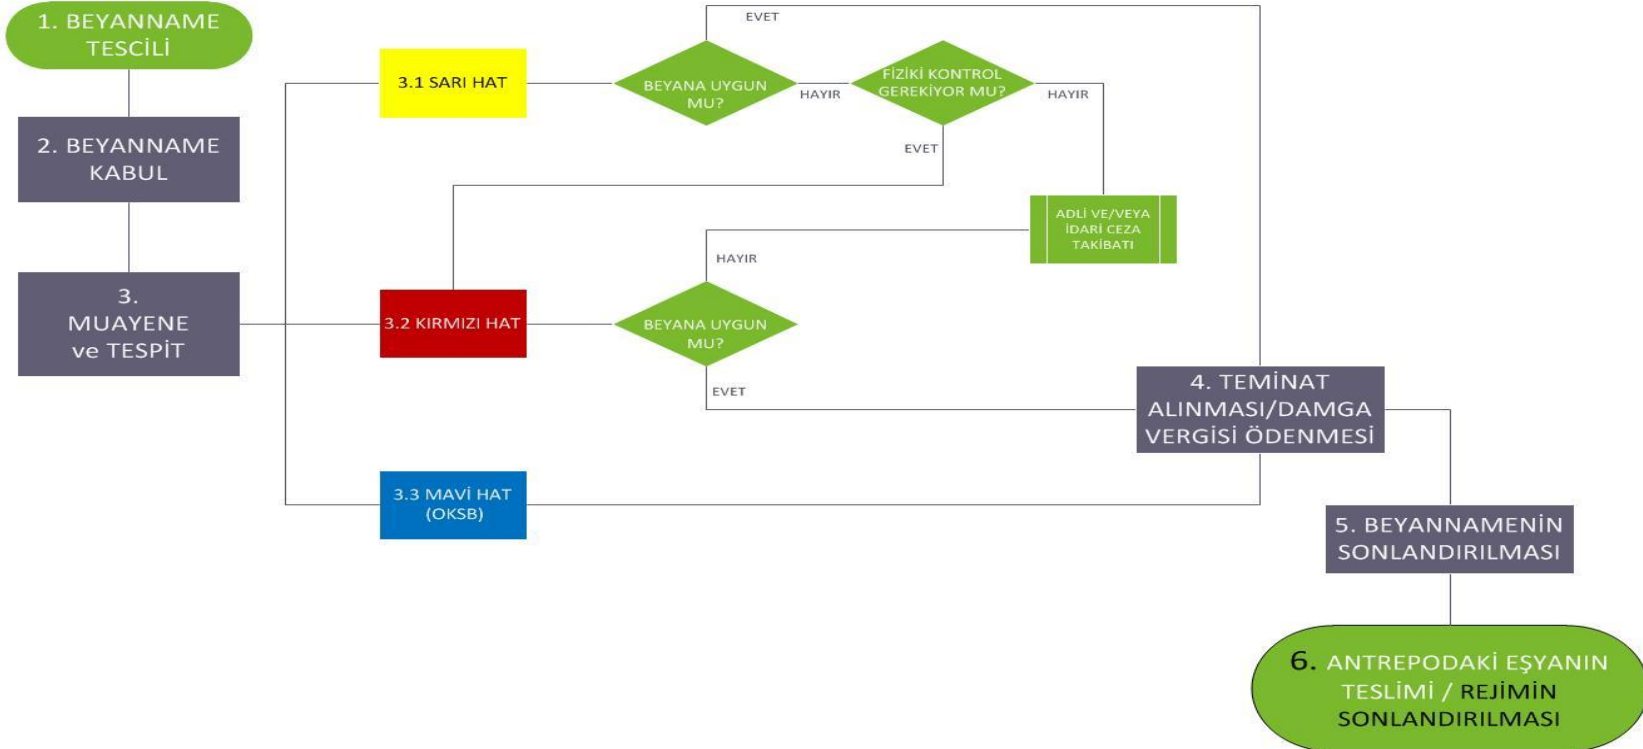 1. BEYANNAME
TESCİLİ
2. BEYANNAME
KABUL
3.
MUAYENE
ve TESPİT
3.1 SARI HAT
BEYANA UYGUN
MU?
EVET
HAYIR
FİZİKİ KONTROL
GEREKİYOR MU?
HAYIR
EVET
ADLİ VE/VEYA
İDARİ CEZA
TAKİBATI
3.2 KIRMIZI HAT
HAYIR
BEYANA UYGUN
MU?
EVET
3.3 MAVİ HAT
(OKSB)
4. TEMİNAT
ALINMASI/DAMGA
VERGİSİ ÖDENMESİ
5. BEYANNAMENİN
SONLANDIRILMASI
6. ANTREPODAKİ EŞYANIN
TESLİMİ / REJİMİN
SONLANDIRILMASI